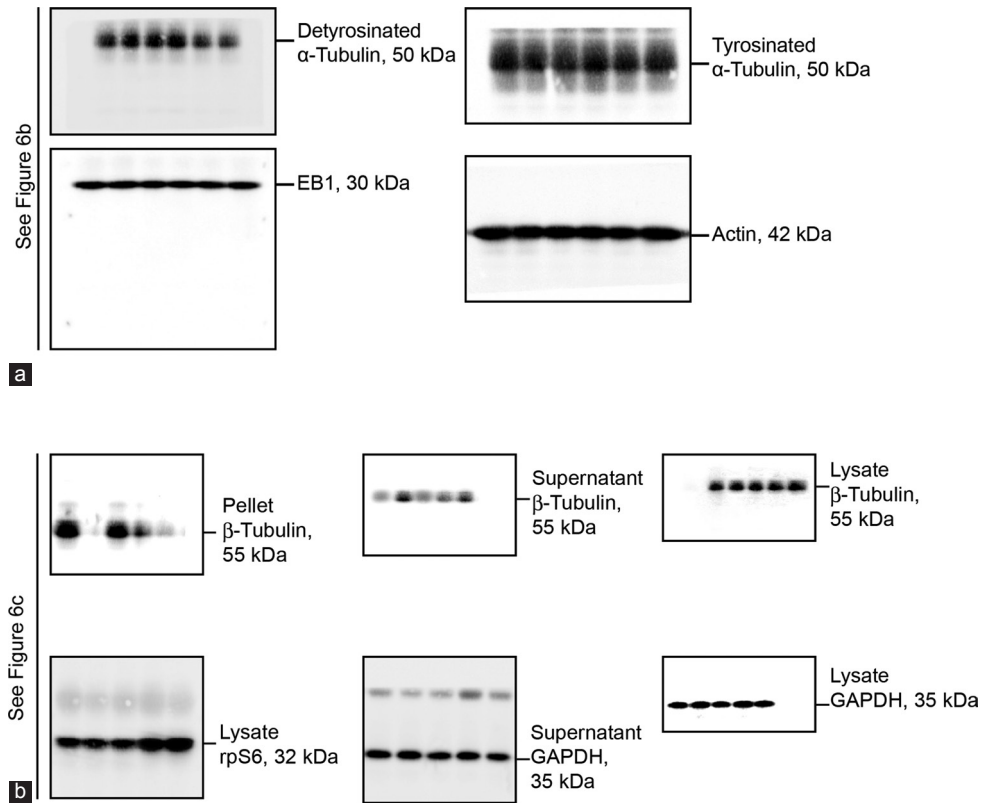 See Figure 6b
Detyrosinated
α-Tubulin, 50 kDa
Tyrosinated
α-Tubulin, 50 kDa
EB1, 30 kDa
Actin, 42 kDa
a
See Figure 6c
Pellet
β-Tubulin,
55 kDa
Supernatant
β-Tubulin,
55 kDa
Lysate
β-Tubulin,
55 kDa
Lysate
rpS6, 32 kDa
Supernatant
GAPDH,
35 kDa
Lysate
GAPDH, 35 kDa
b